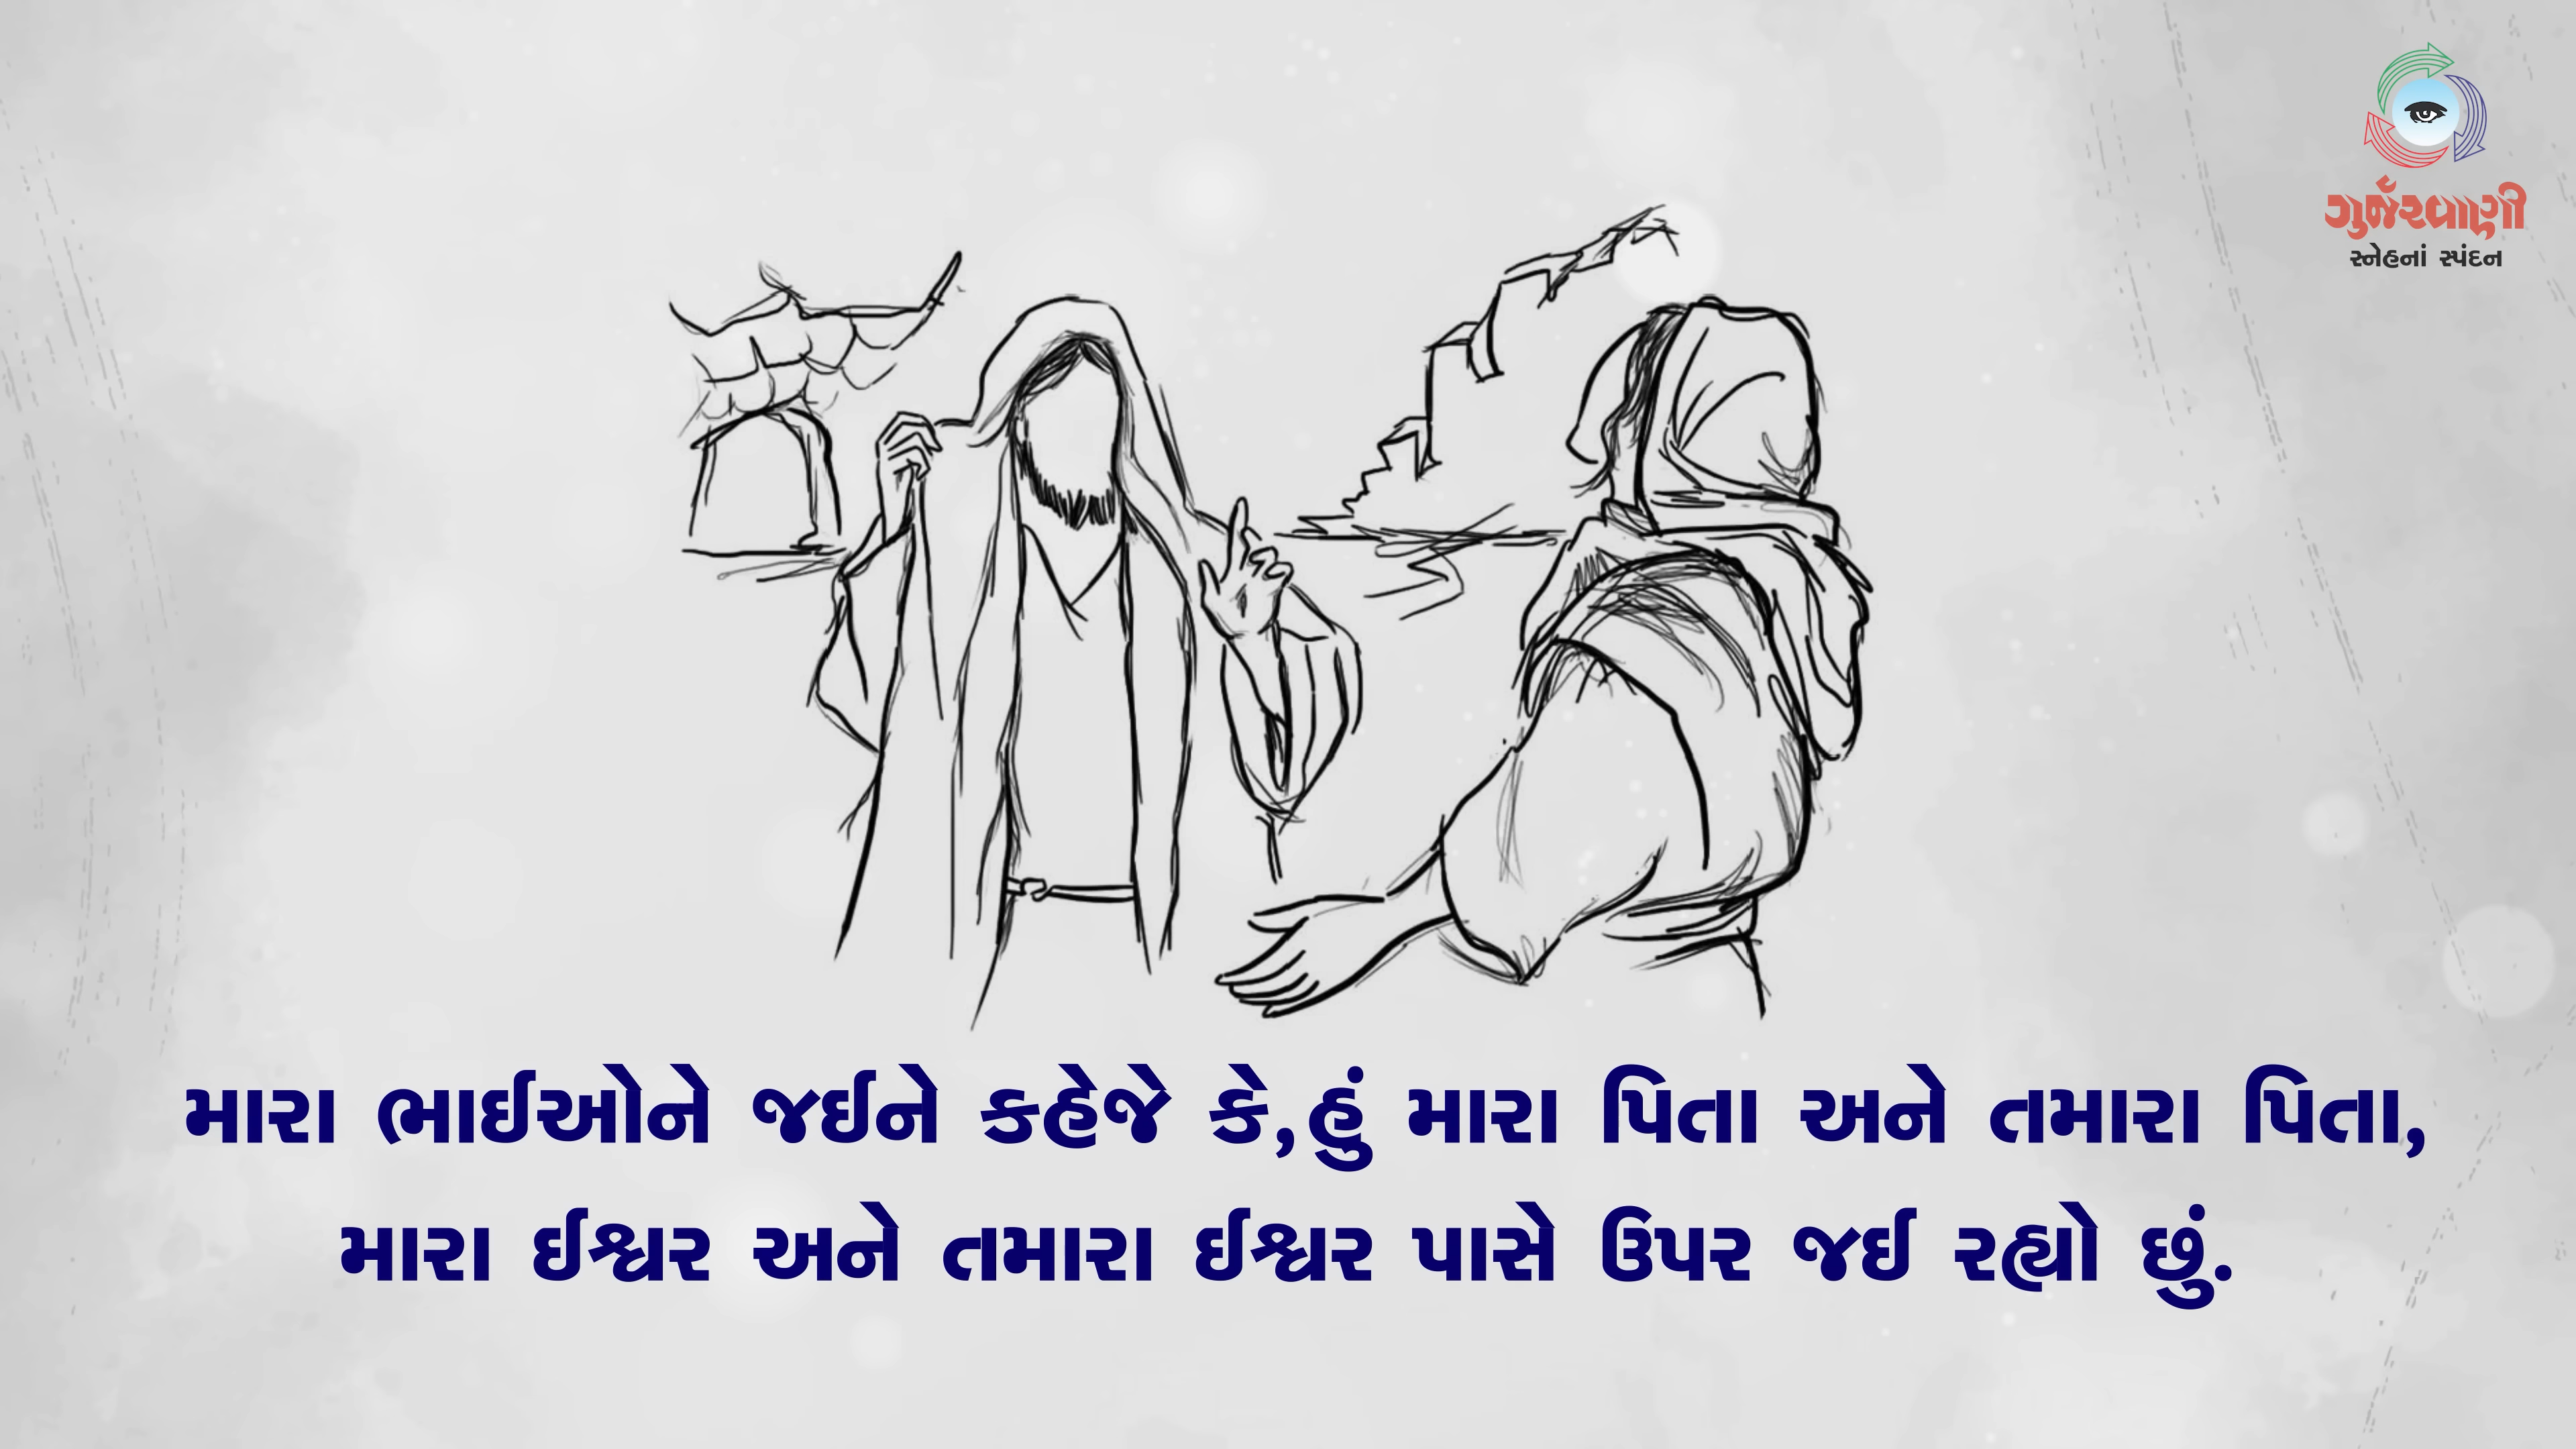 ગુર્જરવાણી
સ્નેહનાં સ્પંદન
મારા ભાઈઓને જઈને કહેજે કે,હું મારા પિતા અને તમારા પિતા,
મારા ઈશ્વર અને તમારા ઈશ્વર પાસે ઉપર જઈ રહ્યો છું.